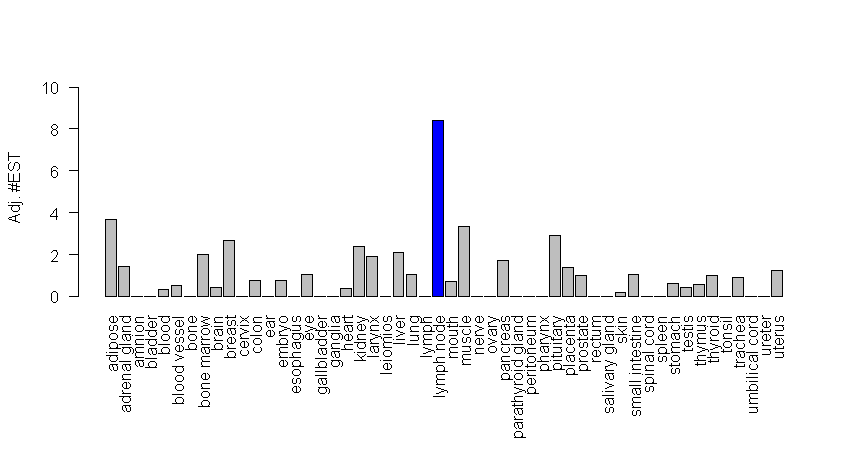 Adj. #EST
10
8
6
4
2
0
adipose
adrenal gland
amnion
bladder
blood
blood vessel
bone
bone marrow
brain
breast
cervix
colon
ear
embryo
esophagus
eye
gallbladder
ganglia
heart
kidney
larynx
leiomios
liver
lung
lymph
lymph node
mouth
muscle
nerve
ovary
pancreas
parathyroid gland
peritoneum
pharynx
pituitary
placenta
prostate
rectum
salivary gland
skin
small intestine
spinal cord
spleen
stomach
testis
thymus
thyroid
tonsil
trachea
umbilical cord
ureter
uterus